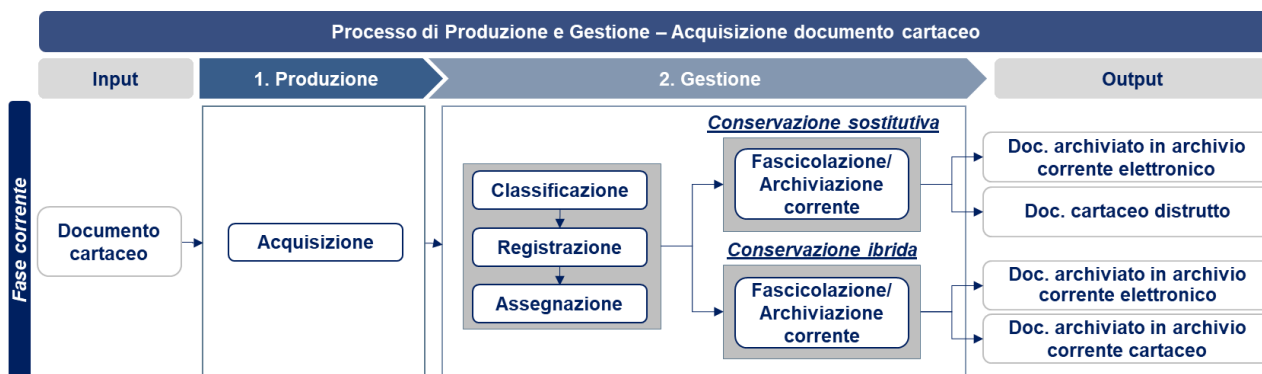 Processo di Produzione e Gestione – Acquisizione documento cartaceo
Input
1. Produzione
2. Gestione
Output
Fase corrente
Documento
cartaceo
Acquisizione
Classificazione
Registrazione
Assegnazione
Conservazione sostitutiva
Fascicolazione/
Archiviazione
corrente
Conservazione ibrida
Fascicolazione/
Archiviazione
corrente
Doc. archiviato in archivio
corrente elettronico
Doc. cartaceo distrutto
Doc. archiviato in archivio
corrente elettronico
Doc. archiviato in archivio
corrente cartaceo